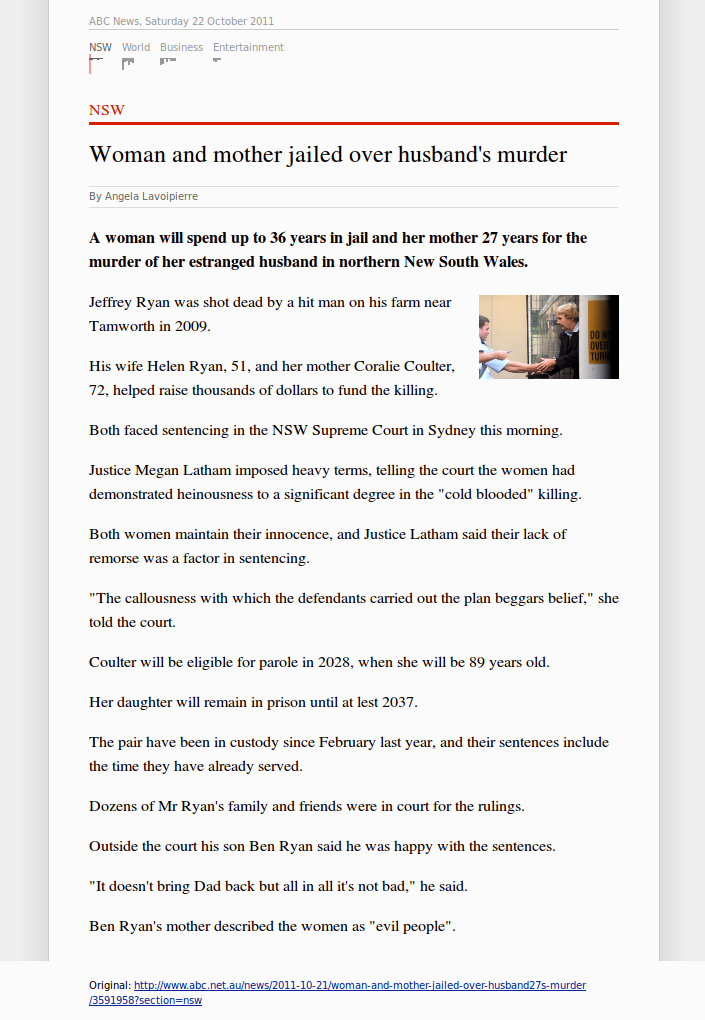 ABC News, Saturday 22 October 2011
NSW World Business Entertainment
NSW
Woman and mother jailed over husband's murder
By Angela Lavoipierre
A woman will spend up to 36 years in jail and her mother 27 years for the
murder of her estranged husband in northern New South Wales.
Jeffrey Ryan was shot dead by a hit man on his farm near
Tamworth in 2009.
DO NO
OVER
TURN
His wife Helen Ryan, 51, and her mother Coralie Coulter,
72, helped raise thousands of dollars to fund the killing.
Both faced sentencing in the NSW Supreme Court in Sydney this morning.
Justice Megan Latham imposed heavy terms, telling the court the women had
demonstrated heinousness to a significant degree in the "cold blooded" killing.
Both women maintain their innocence, and Justice Latham said their lack of
remorse was a factor in sentencing.
"The callousness with which the defendants carried out the plan beggars belief," she
told the court.
Coulter will be eligible for parole in 2028, when she will be 89 years old.
Her daughter will remain in prison until at lest 2037.
The pair have been in custody since February last year, and their sentences include
the time they have already served.
Dozens of Mr Ryan's family and friends were in court for the rulings.
Outside the court his son Ben Ryan said he was happy with the sentences.
"It doesn't bring Dad back but all in all it's not bad," he said.
Ben Ryan's mother described the women as "evil people".
Original: http://www.abc.net.au/news/2011-10-21/woman-and-mother-jailed-over-husband27s-murder
/3591958?section=nsw